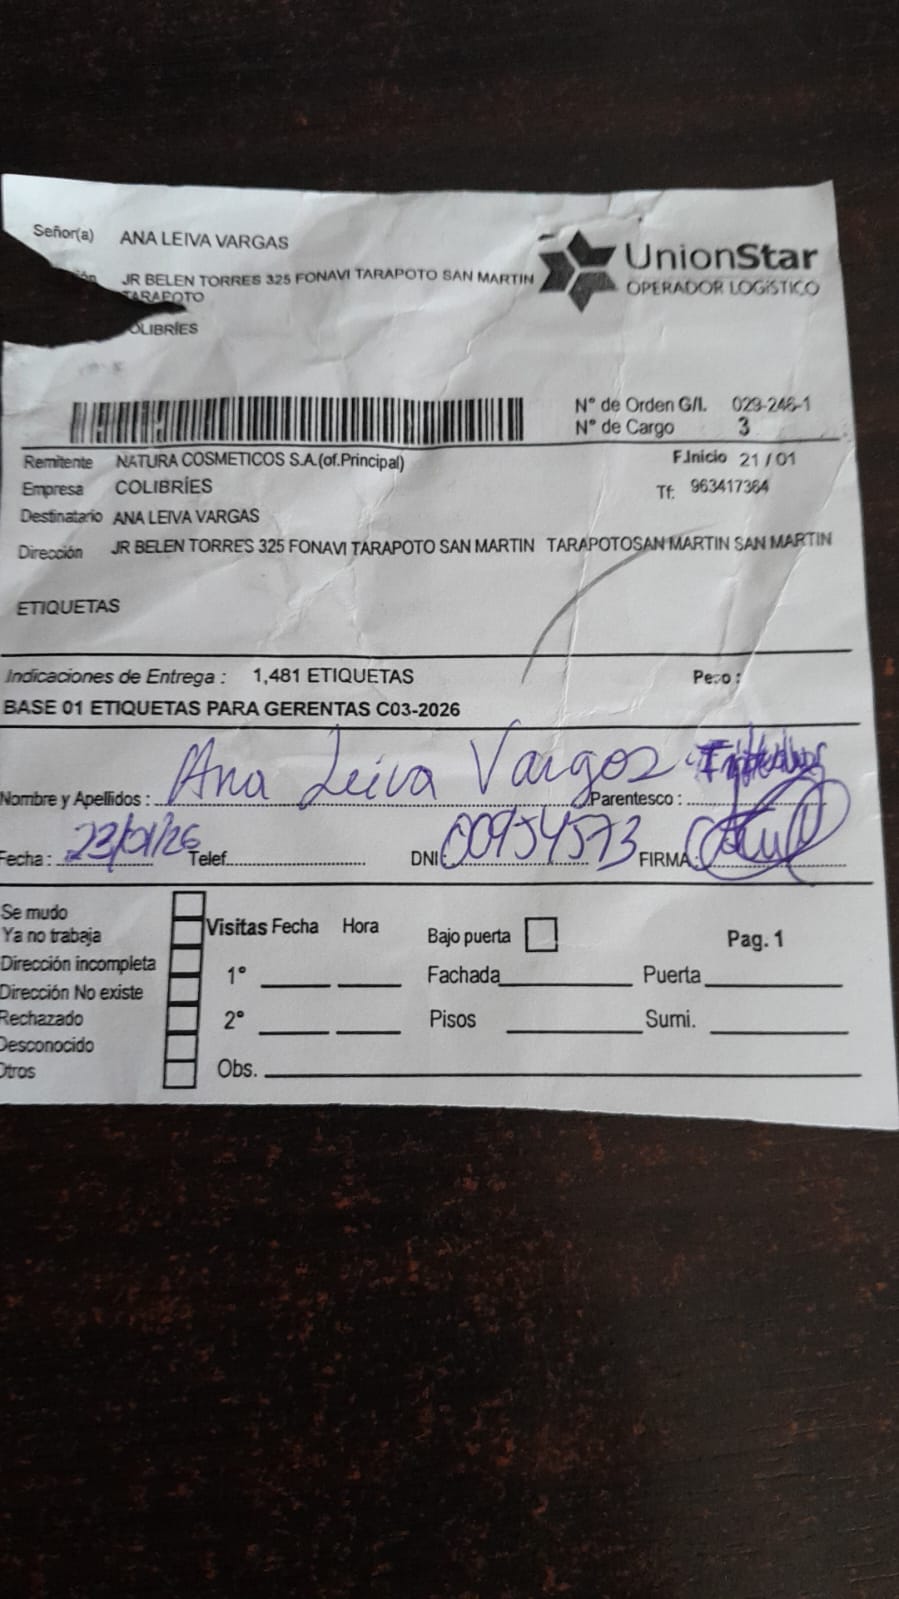 Señor(a) ANA LEIVA VARGAS
JR BELEN TORRES 325 FONAVI TARAPOTO SAN MARTIN
TARAPOTO
OLIBRÍES
UnionStar
OPERADOR LOGÍSTICO
N° de Orden G/I. 029-246-1
N° de Cargo 3
Remitente NATURA COSMETICOS S.A.(of.Principal)
F.Inicio 21 / 01
Empresa COLIBRÍES
Tf: 963417364
Destinatario ANA LEIVA VARGAS
Dirección JR BELEN TORRES 325 FONAVI TARAPOTO SAN MARTIN TARAPOTOSAN MARTIN SAN MARTIN
ETIQUETAS
Indicaciones de Entrega : 1,481 ETIQUETAS Peso :
BASE 01 ETIQUETAS PARA GERENTAS C03-2026
Nombre y Apellidos : Ana Leiva Vargas Parentesco :
Fecha : 23/01/26 Telef. DNI: 00954573 FIRMA:
Se mudo
Ya no trabaja
Dirección incompleta
Dirección No existe
Rechazado
Desconocido
Otros
Visitas Fecha Hora
1°
2°
Obs.
Bajo puerta
Fachada
Pisos
Pag. 1
Puerta
Sumi.